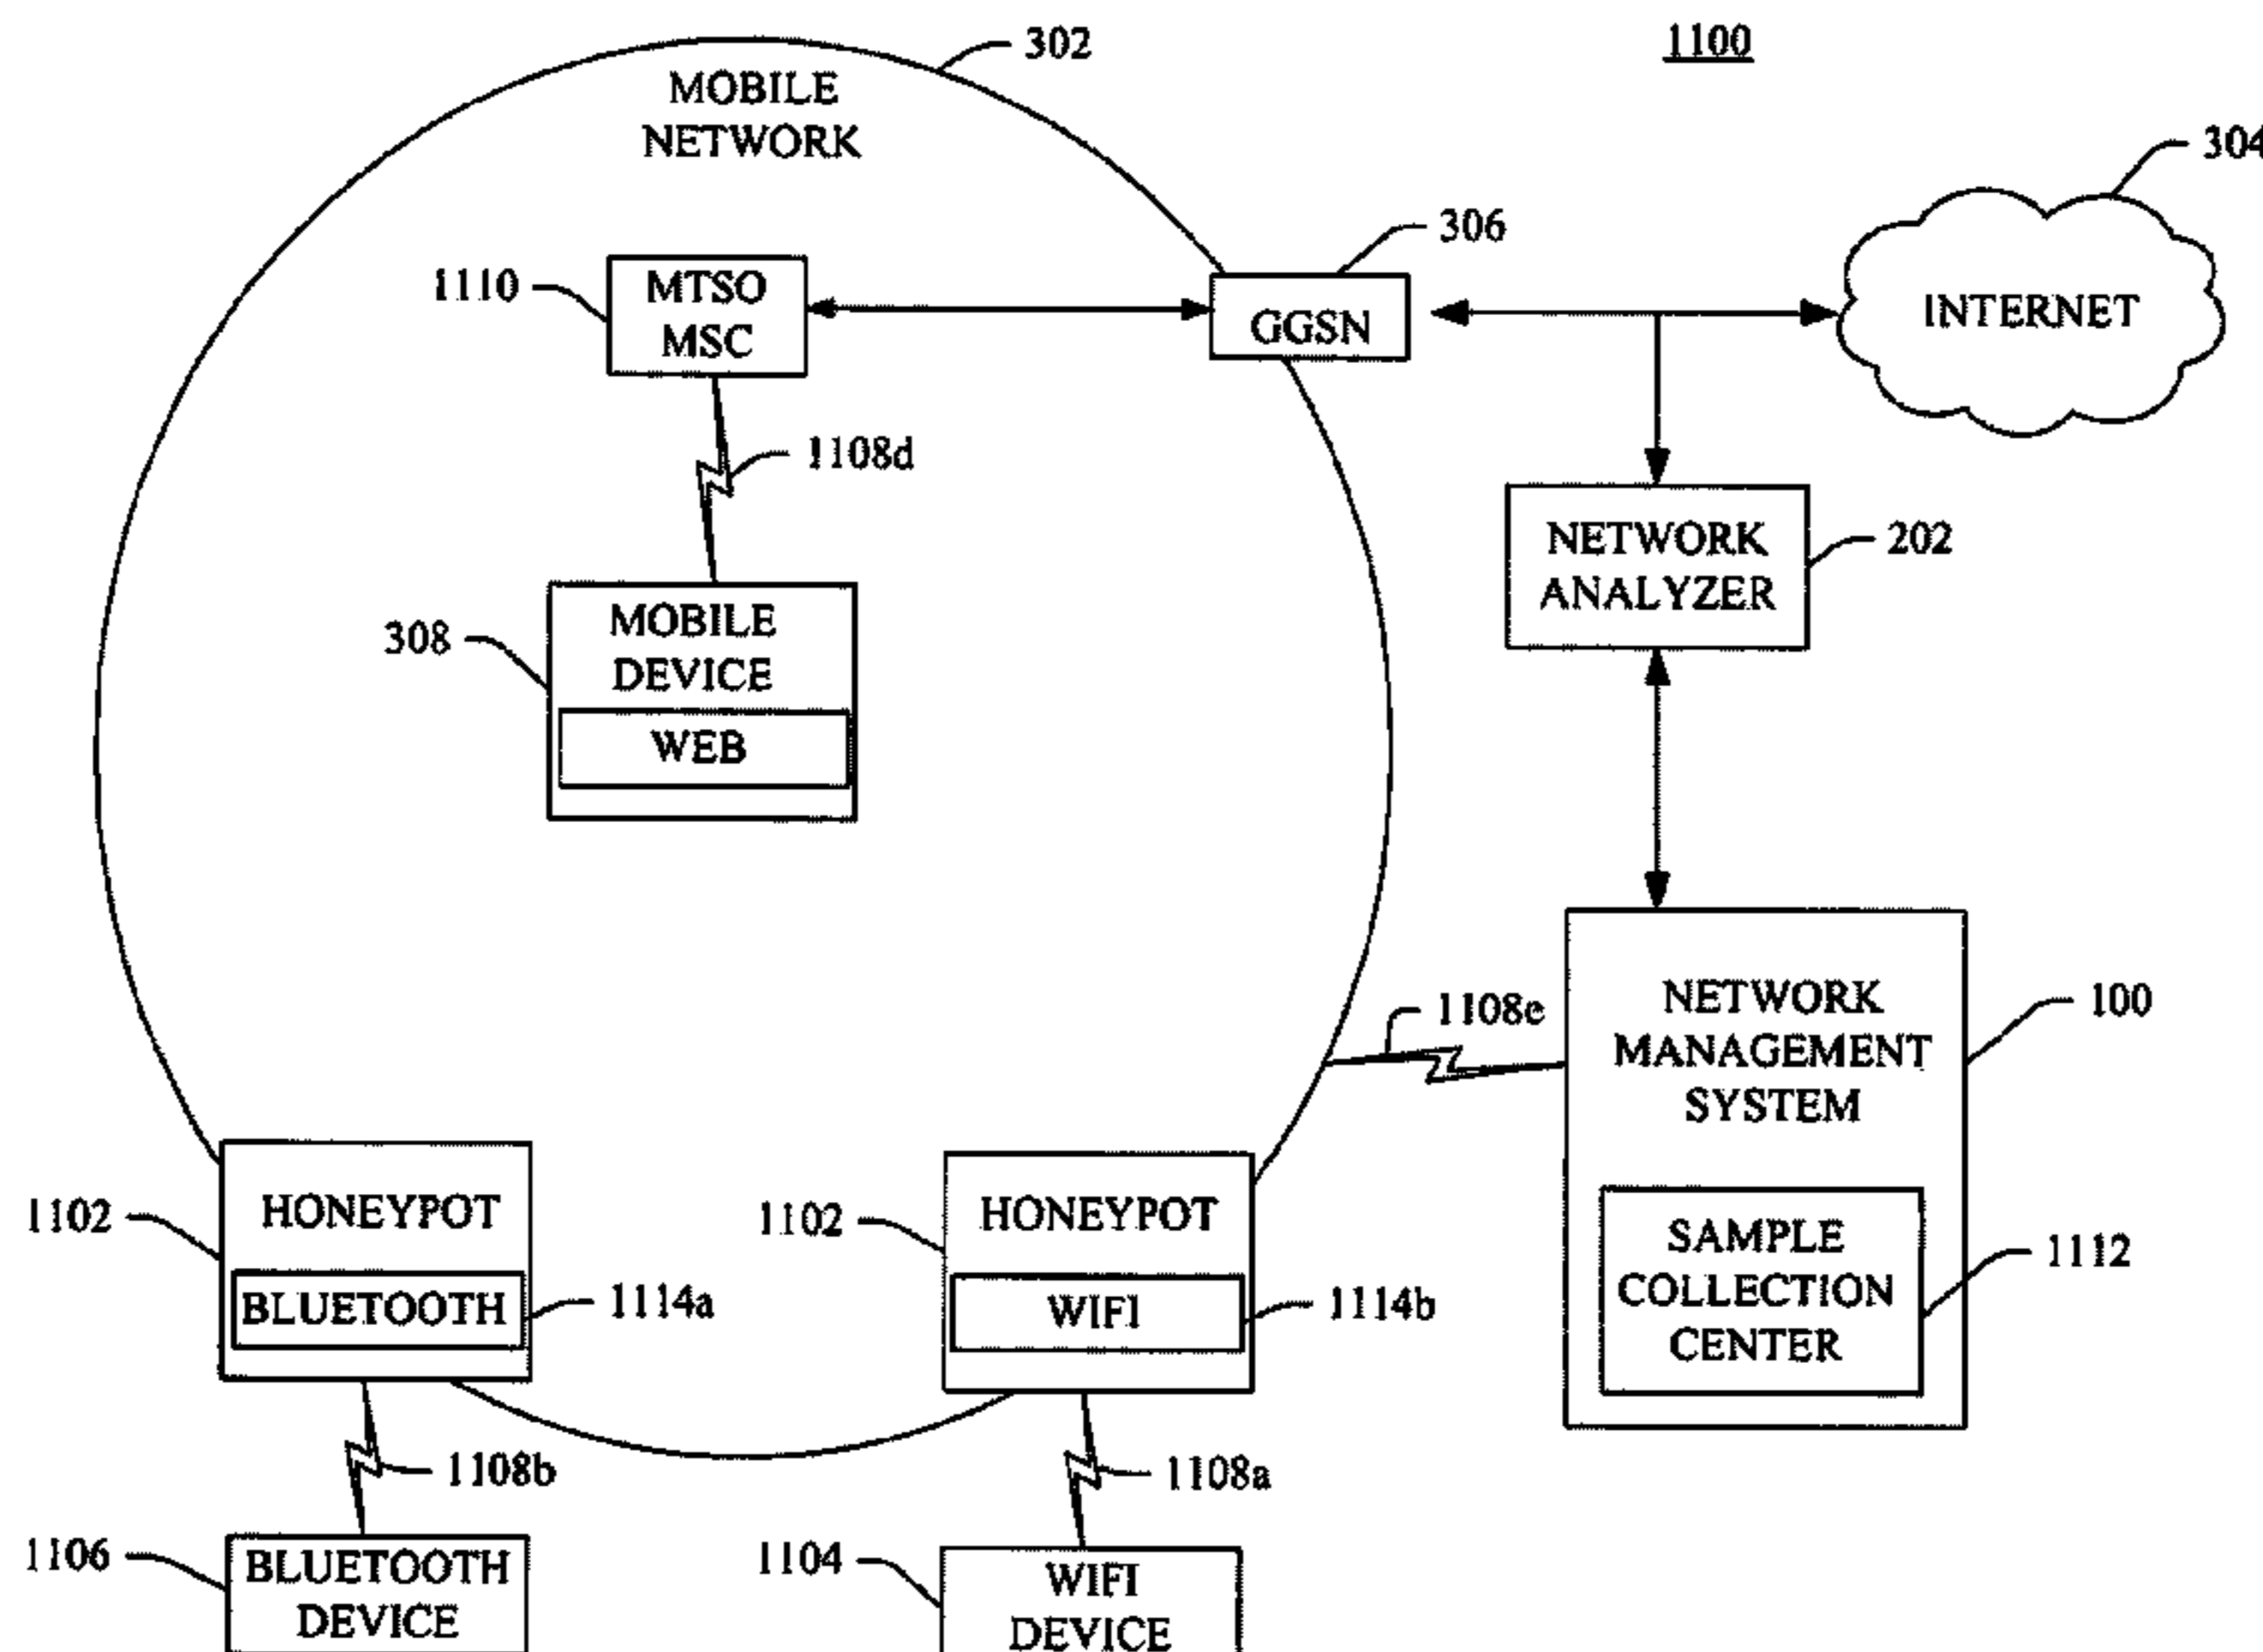 302
1100
MOBILE
NETWORK
304
306
1110
MTSO
MSC
GGSN
INTERNET
1108d
NETWORK
ANALYZER
202
308
MOBILE
DEVICE
WEB
1108c
NETWORK
MANAGEMENT
SYSTEM
100
1102
HONEYPOT
BLUETOOTH
1114a
1102
HONEYPOT
WIFI
1114b
SAMPLE
COLLECTION
CENTER
1112
1108b
1108a
1106
BLUETOOTH
DEVICE
1104
WIFI
DEVICE